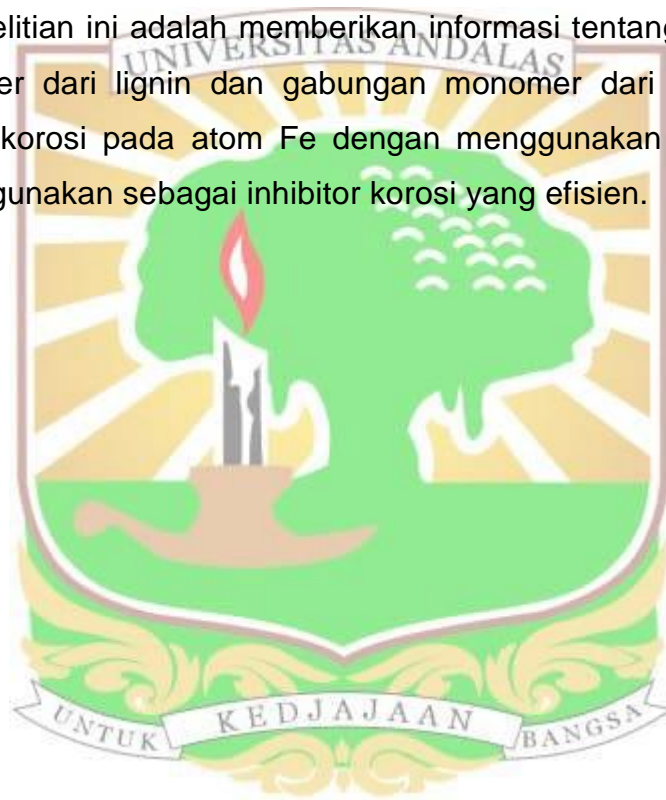 elitian ini adalah memberikan informasi tentang
UNIVERSITAS ANDALAS
er dari lignin dan gabungan monomer dari
korosi pada atom Fe dengan menggunakan
gunakan sebagai inhibitor korosi yang efisien.
UNTUK KEDJAJAAN BANGSA